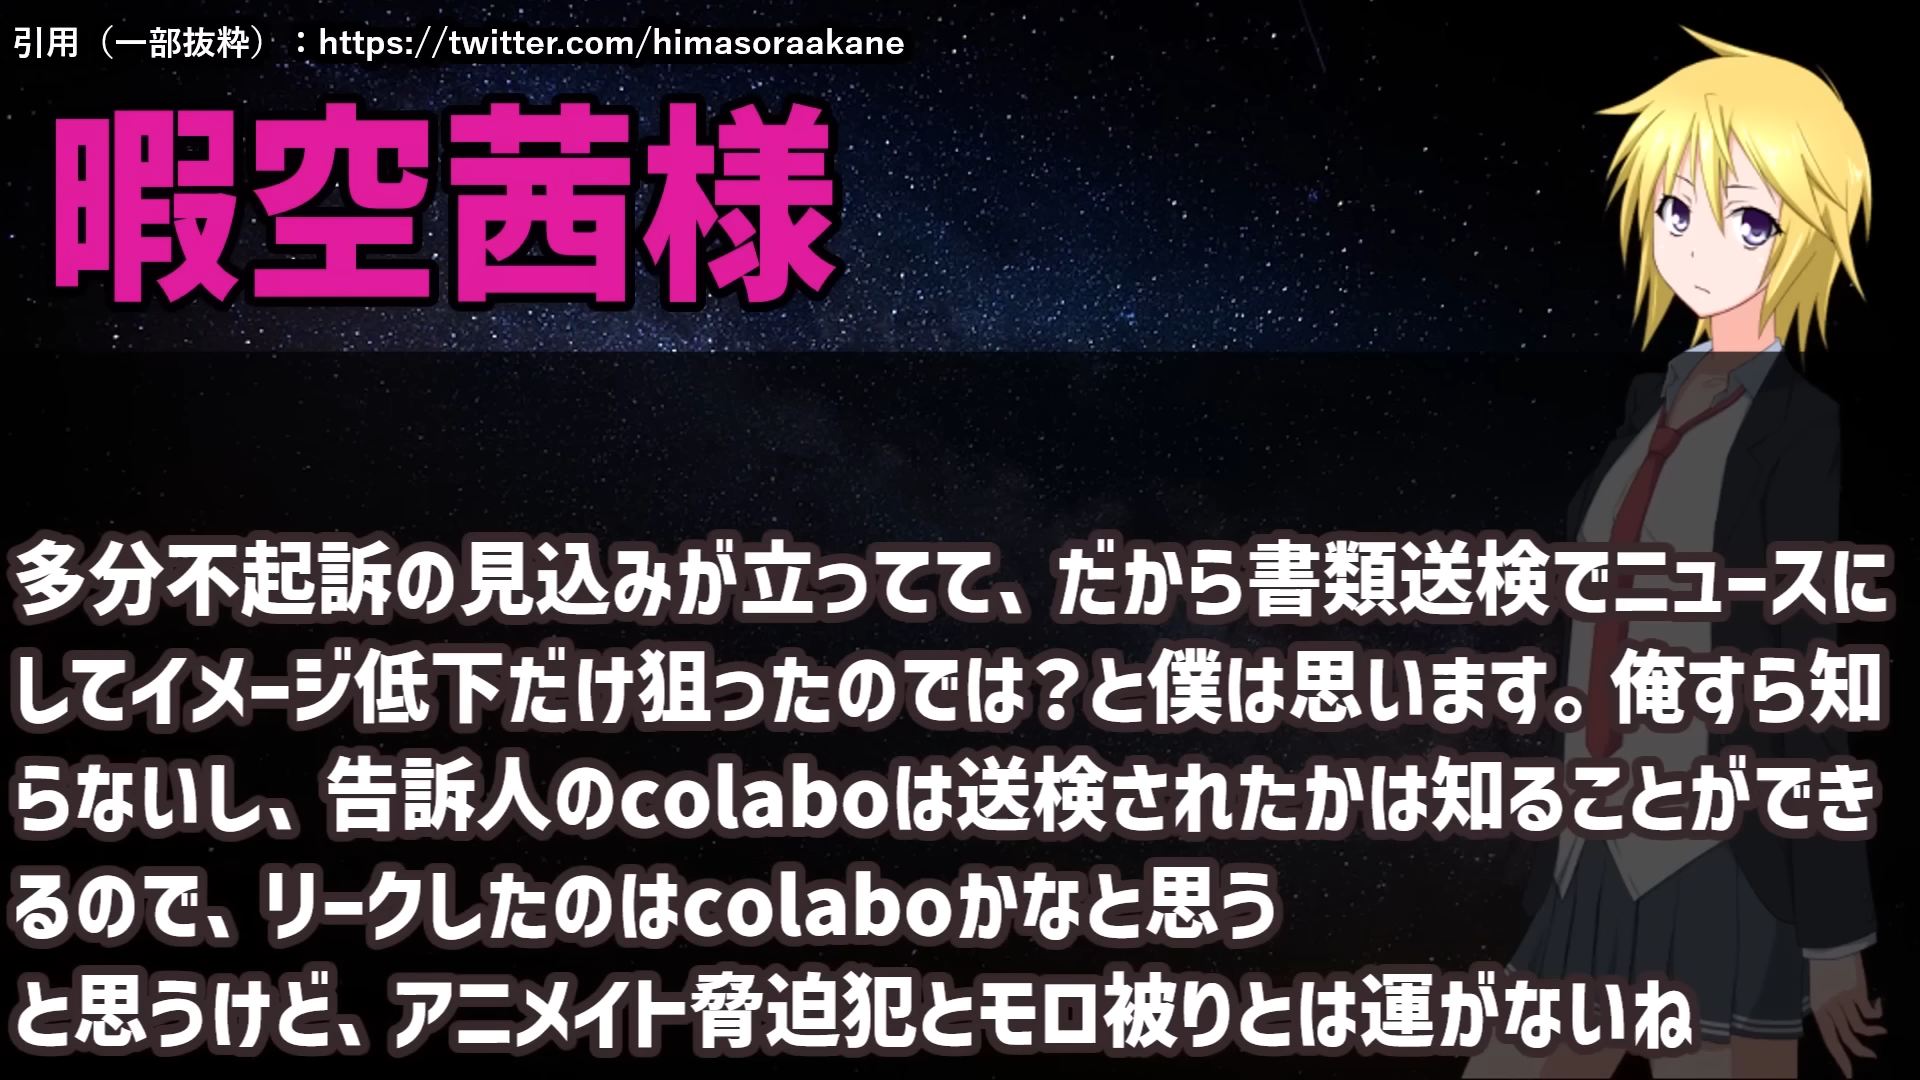 引用（一部抜粋）：https://twitter.com/himasoraakane
暇空茜様
多分不起訴の見込みが立ってて、だから書類送検でニュースに
してイメージ低下だけ狙ったのでは？と僕は思います。俺すら知
らないし、告訴人のcolaboは送検されたかは知ることができ
るので、リークしたのはcolaboかなと思う
と思うけど、アニメイト脅迫犯とモロ被りとは運がないね